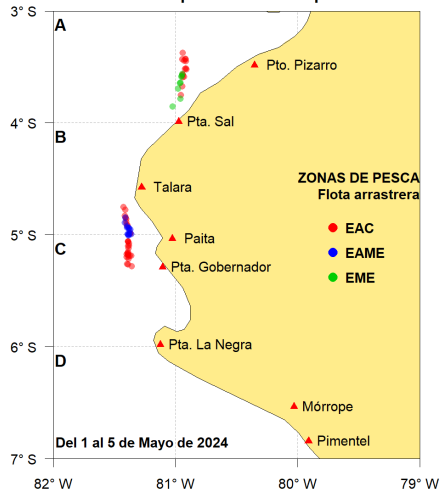 3° S
A
Pto. Pizarro
4° S
Pta. Sal
B
ZONAS DE PESCA
Talara
Flota arrastrera
EAC
5° S
Paita
C
EAME
Pta. Gobernador
EME
6° S
Pta. La Negra
D
Mórrope
Del 1 al 5 de Mayo de 2024
Pimentel
7° S
82° W
81° W
80° W
79° W